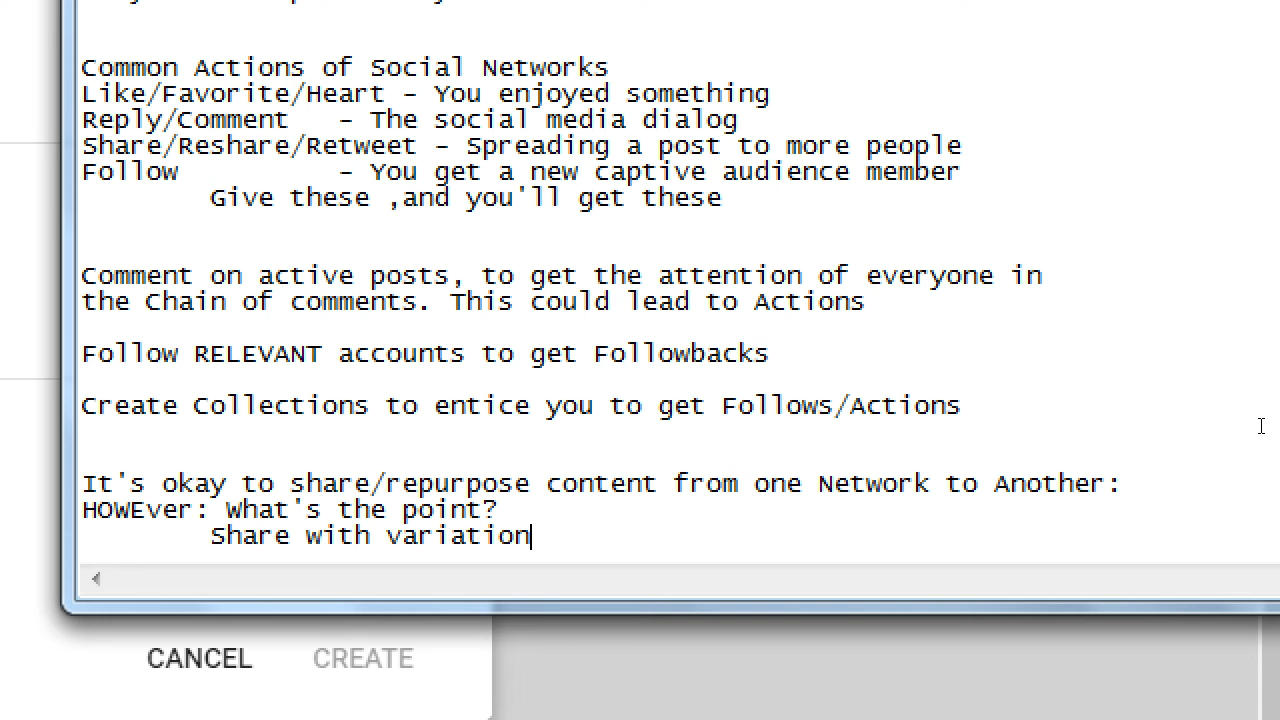 Common Actions of Social Networks
Like/Favorite/Heart - You enjoyed something
Reply/Comment   - The social media dialog
Share/Reshare/Retweet - Spreading a post to more people
Follow          - You get a new captive audience member
Give these ,and you'll get these
Comment on active posts, to get the attention of everyone in
the Chain of comments. This could lead to Actions
Follow RELEVANT accounts to get Followbacks
Create Collections to entice you to get Follows/Actions
It's okay to share/repurpose content from one Network to Another:
HOWEver: What's the point?
Share with variation
CANCEL CREATE